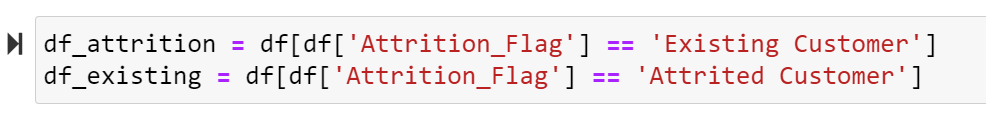 df_attrition = df[df['Attrition_Flag'] == 'Existing Customer']
df_existing = df[df['Attrition_Flag'] == 'Attrited Customer']